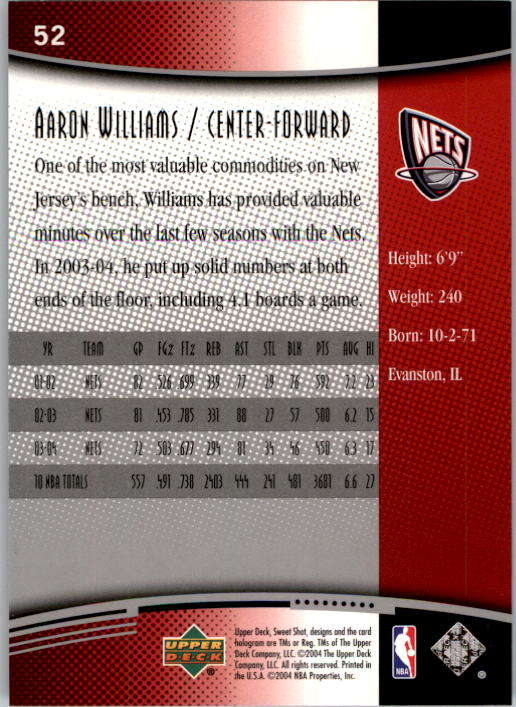 52
AARON WILLIAMS / CENTER-FORWARD
One of the most valuable commodities on New
Jersey's bench, Williams has provided valuable
minutes over the last few seasons with the Nets.
In 2003-04, he put up solid numbers at both
ends of the floor, including 4.1 boards a game.
NETS
Height: 6'9"
Weight: 240
Born: 10-2-71
Evanston, IL
YR TEAM GP FG% FT% REB AST STL BLK PTS AVG HI
01-02 NETS 82 .526 .699 339 77 29 76 592 7.2 23
02-03 NETS 81 .453 .785 331 88 27 57 500 6.2 15
03-04 NETS 72 .503 .677 294 81 34 46 450 6.3 17
10 NBA TOTALS 557 .491 .738 2403 444 241 481 3681 6.6 27
UPPER
DECK
®
Upper Deck, Sweet Shot, designs and the card
hologram are TMs or Reg. TMs of The Upper
Deck Company, LLC. ©2004 The Upper Deck
Company, LLC. All rights reserved. Printed in
the U.S.A. ©2004 NBA Properties, Inc.
NBA
®